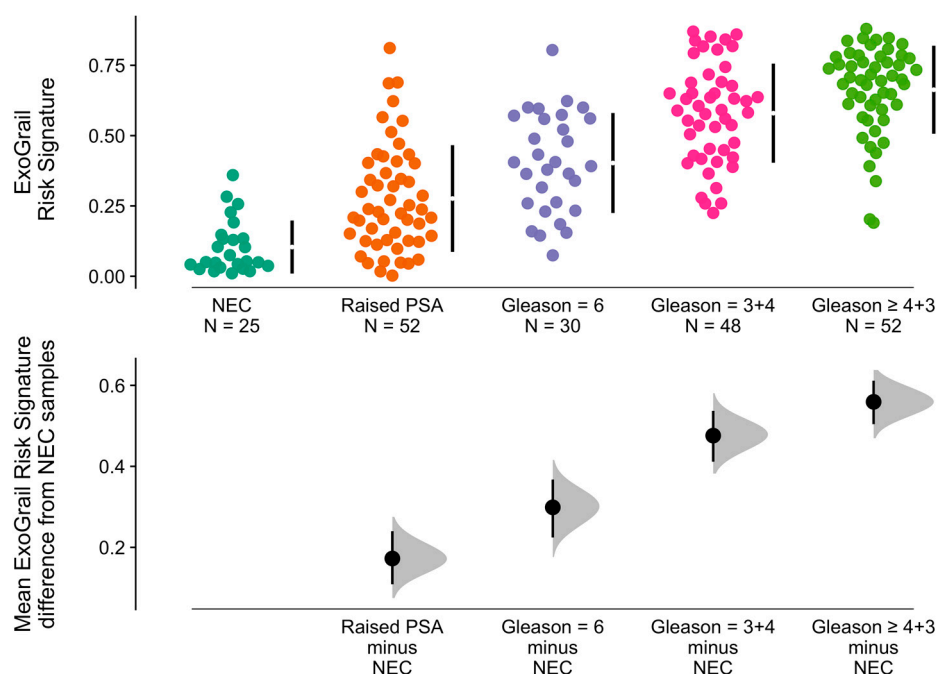 ExoGrail
Risk Signature
0.75
0.50
0.25
0.00
NEC
N = 25
Raised PSA
N = 52
Gleason = 6
N = 30
Gleason = 3+4
N = 48
Gleason ≥ 4+3
N = 52
Mean ExoGrail Risk Signature
difference from NEC samples
0.6
0.4
0.2
Raised PSA
minus
NEC
Gleason = 6
minus
NEC
Gleason = 3+4
minus
NEC
Gleason ≥ 4+3
minus
NEC